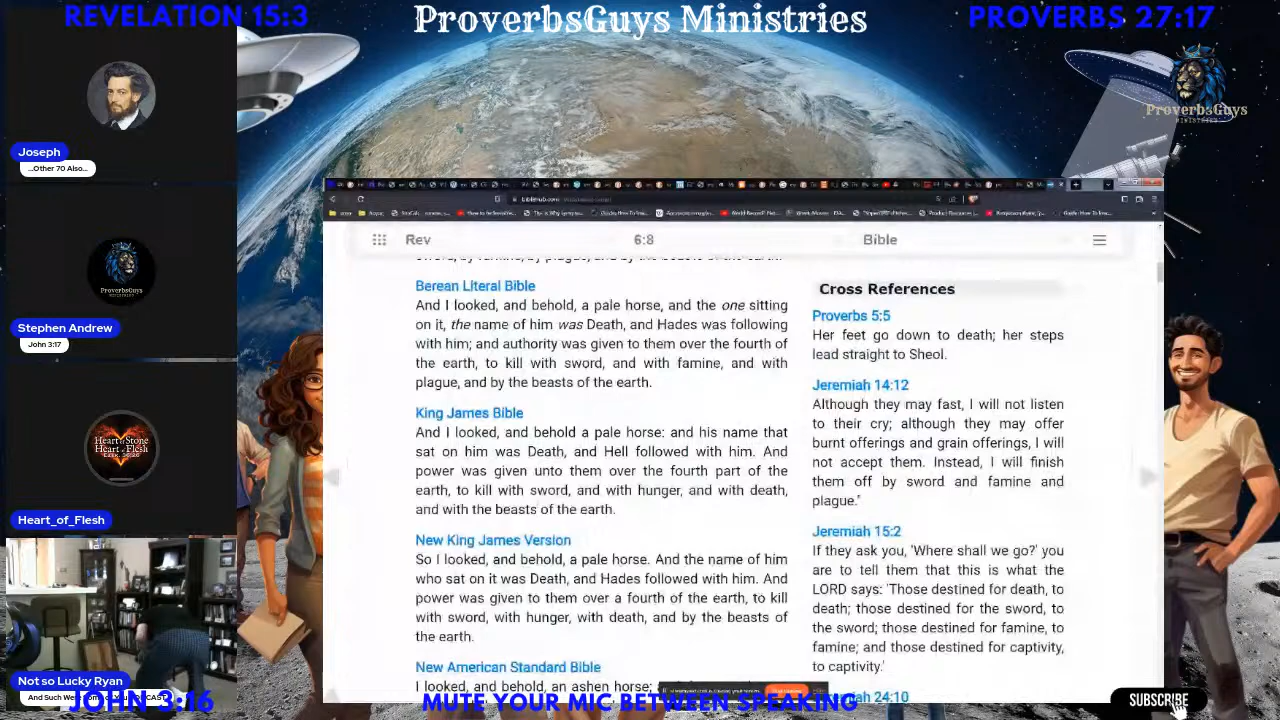 REVELATION 15:3
ProverbsGuys Ministries
PROVERBS 27:17
ProverbsGuys
MINISTRIES
Joseph
...Other 70 Also...
ProverbsGuys
Stephen Andrew
John 3:17
Heart of Stone
Heart of Flesh
Heart_of_Flesh
Not so Lucky Ryan
JOHN 3:16
MUTE YOUR MIC BETWEEN SPEAKING
SUBSCRIBE
biblehub.com
Rev
6:8
Bible
Berean Literal Bible
And I looked, and behold, a pale horse, and the one sitting
on it, the name of him was Death, and Hades was following
with him; and authority was given to them over the fourth of
the earth, to kill with sword, and with famine, and with
plague, and by the beasts of the earth.
King James Bible
And I looked, and behold a pale horse: and his name that
sat on him was Death, and Hell followed with him. And
power was given unto them over the fourth part of the
earth, to kill with sword, and with hunger, and with death,
and with the beasts of the earth.
New King James Version
So I looked, and behold, a pale horse. And the name of him
who sat on it was Death, and Hades followed with him. And
power was given to them over a fourth of the earth, to kill
with sword, with hunger, with death, and by the beasts of
the earth.
New American Standard Bible
I looked, and behold, an ashen horse;
Cross References
Proverbs 5:5
Her feet go down to death; her steps
lead straight to Sheol.
Jeremiah 14:12
Although they may fast, I will not listen
to their cry; although they may offer
burnt offerings and grain offerings, I will
not accept them. Instead, I will finish
them off by sword and famine and
plague."
Jeremiah 15:2
If they ask you, 'Where shall we go?' you
are to tell them that this is what the
LORD says: 'Those destined for death, to
death; those destined for the sword, to
the sword; those destined for famine, to
famine; and those destined for captivity,
to captivity.'
24:10